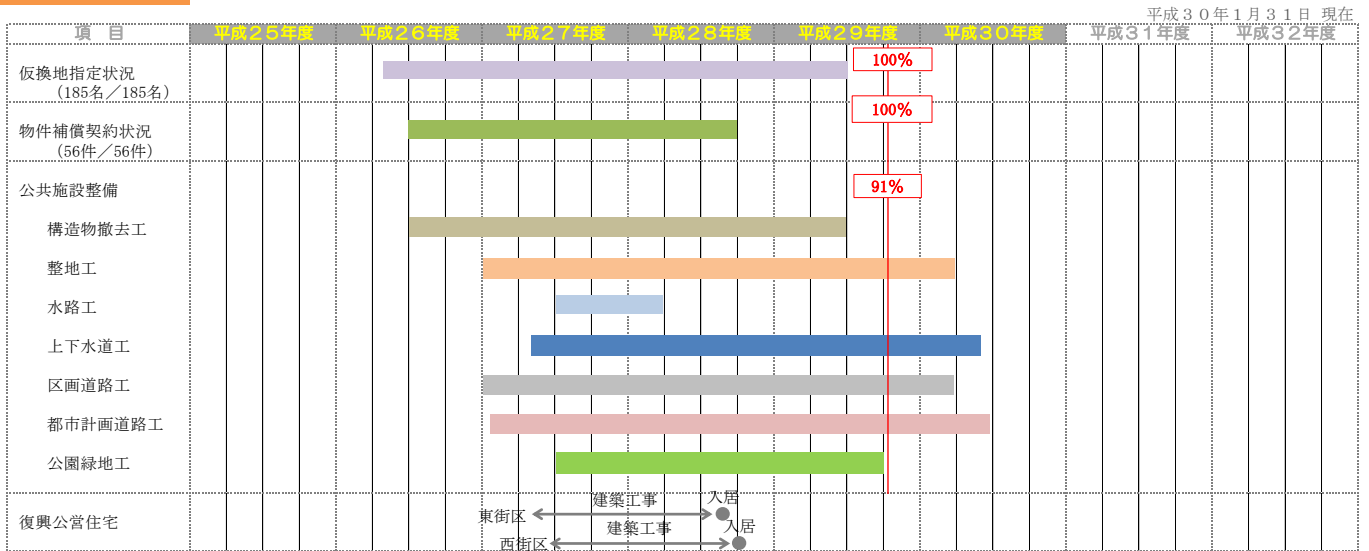 平成３０年１月３１日 現在
項　目 平成２５年度 平成２６年度 平成２７年度 平成２８年度 平成２９年度 平成３０年度 平成３１年度 平成３２年度
仮換地指定状況 100%
（185名／185名）
100%
物件補償契約状況
（56件／56件）
公共施設整備 91%
構造物撤去工
整地工
水路工
上下水道工
区画道路工
都市計画道路工
公園緑地工
建築工事 入居
復興公営住宅 東街区
建築工事 入居
西街区